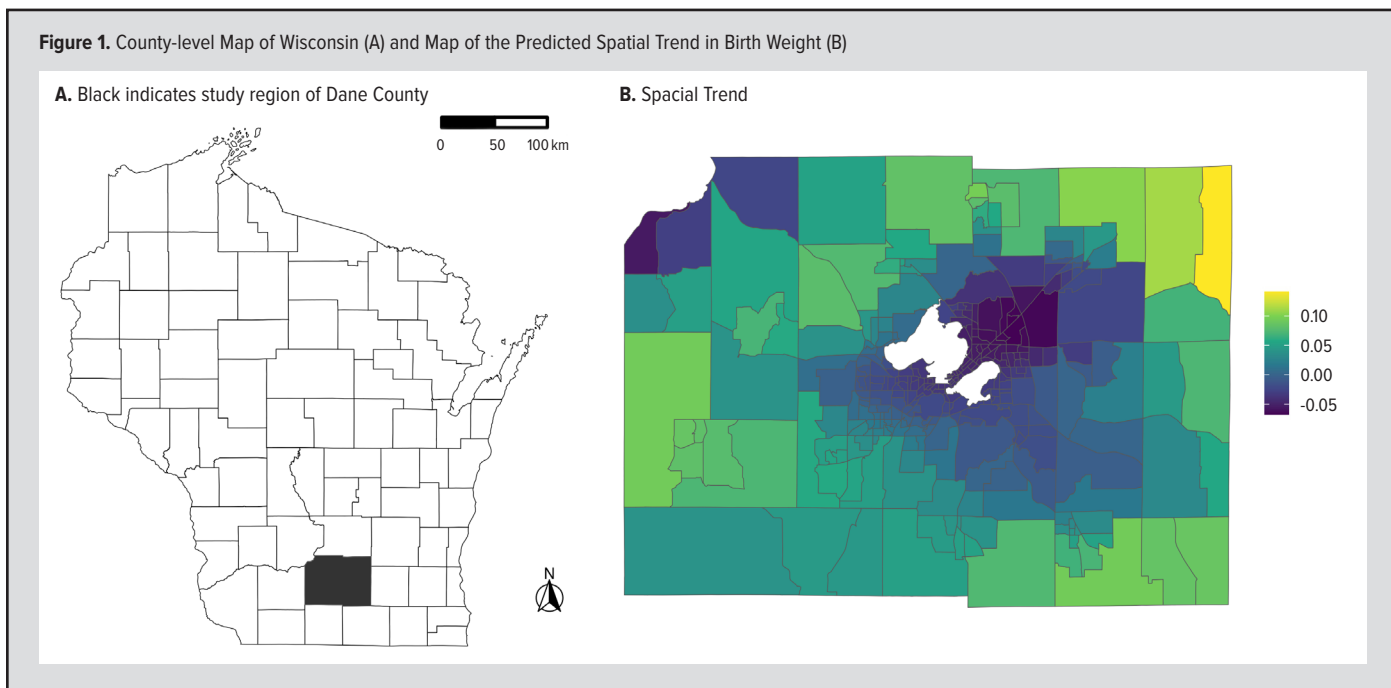 Figure 1. County-level Map of Wisconsin (A) and Map of the Predicted Spatial Trend in Birth Weight (B)
A. Black indicates study region of Dane County
0 50 100 km
N
B. Spacial Trend
0.10
0.05
0.00
-0.05